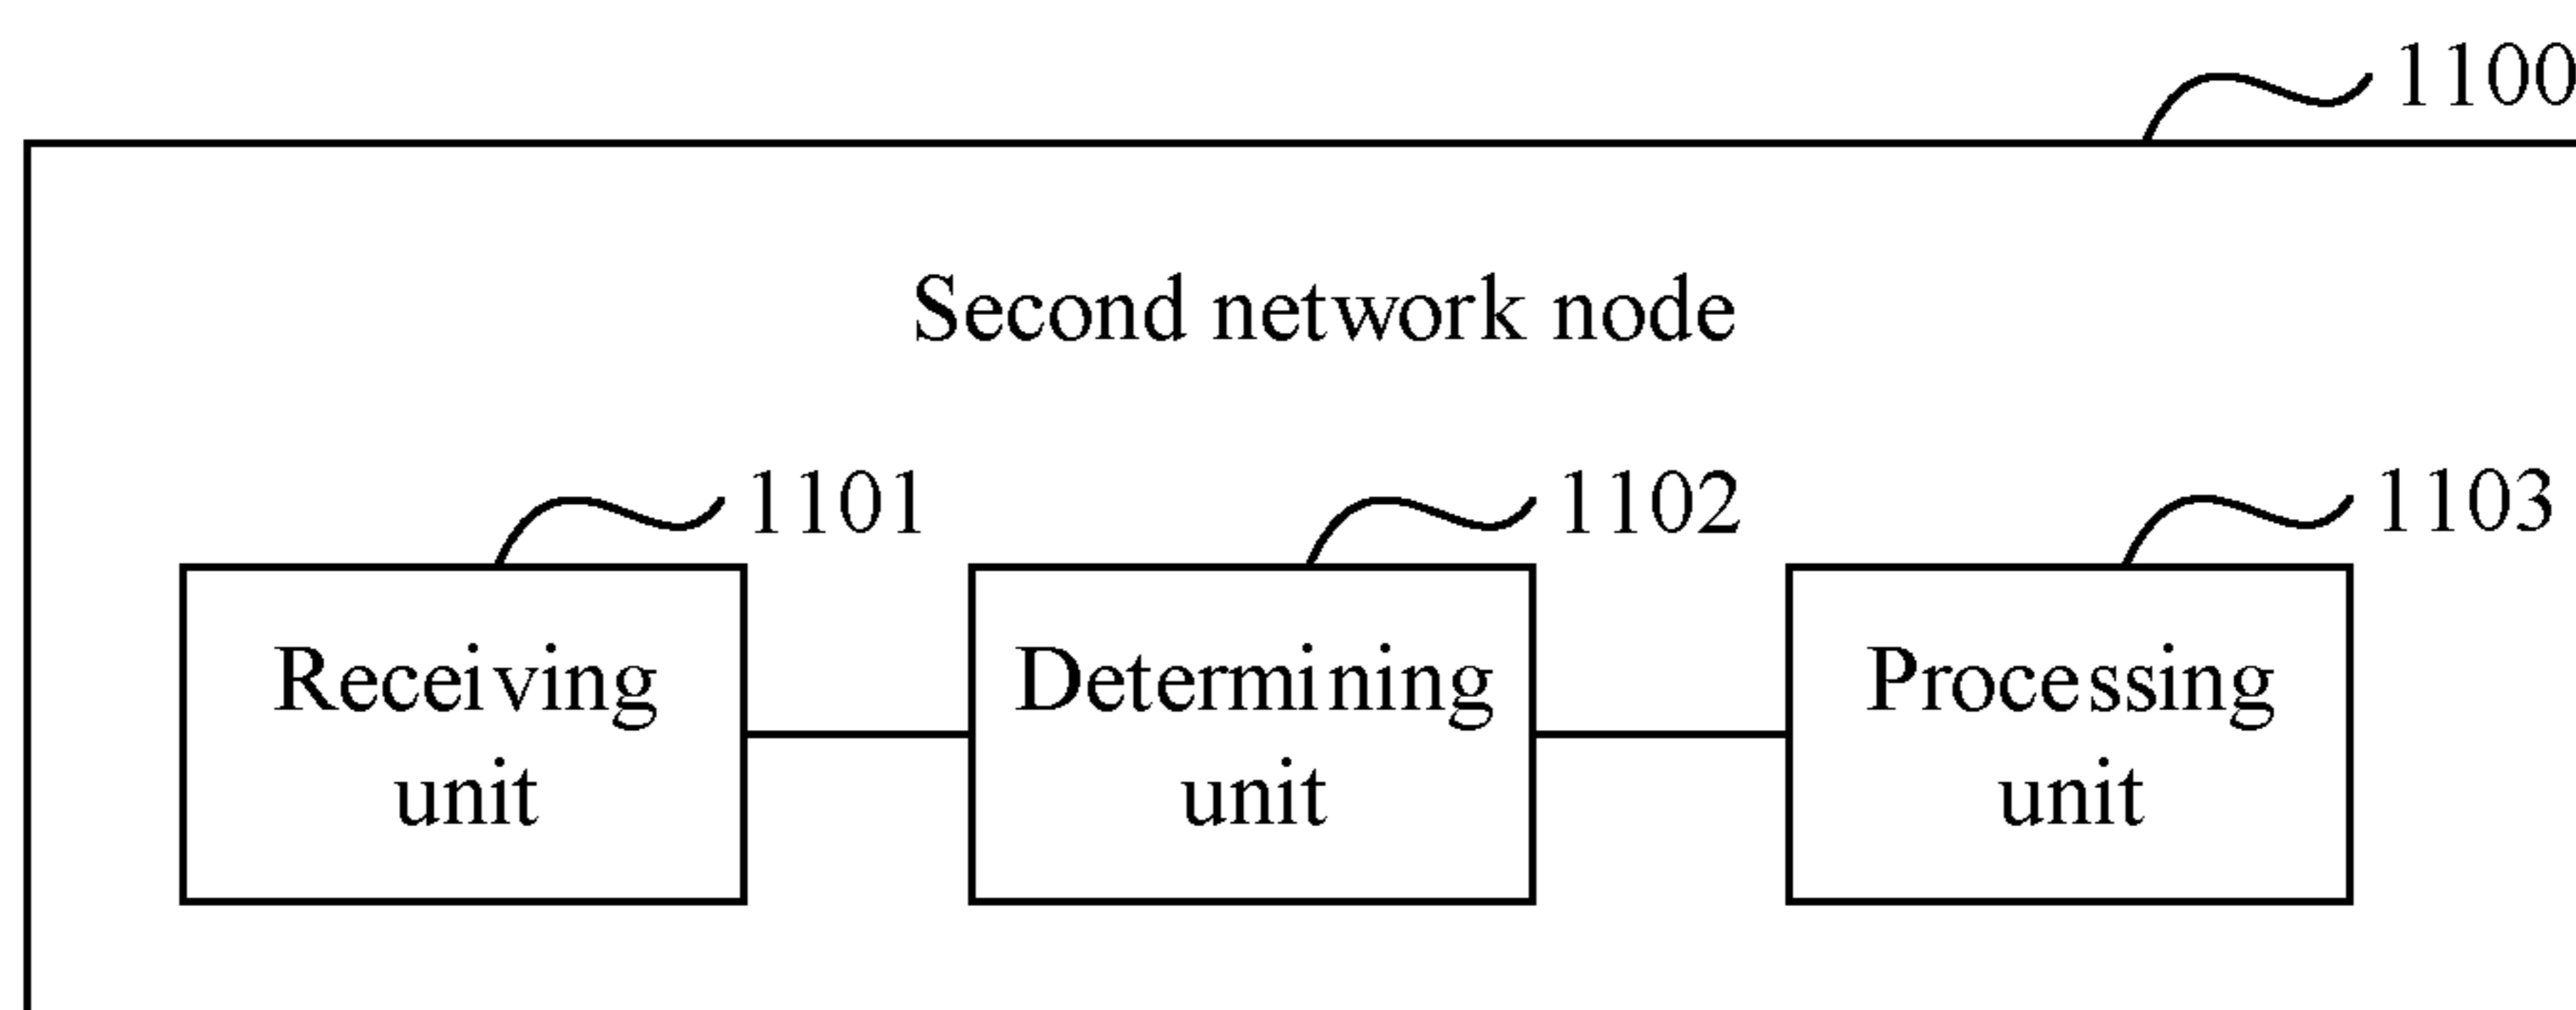 1100
Second network node
1101
1102
1103
Receiving
unit
Determining
unit
Processing
unit